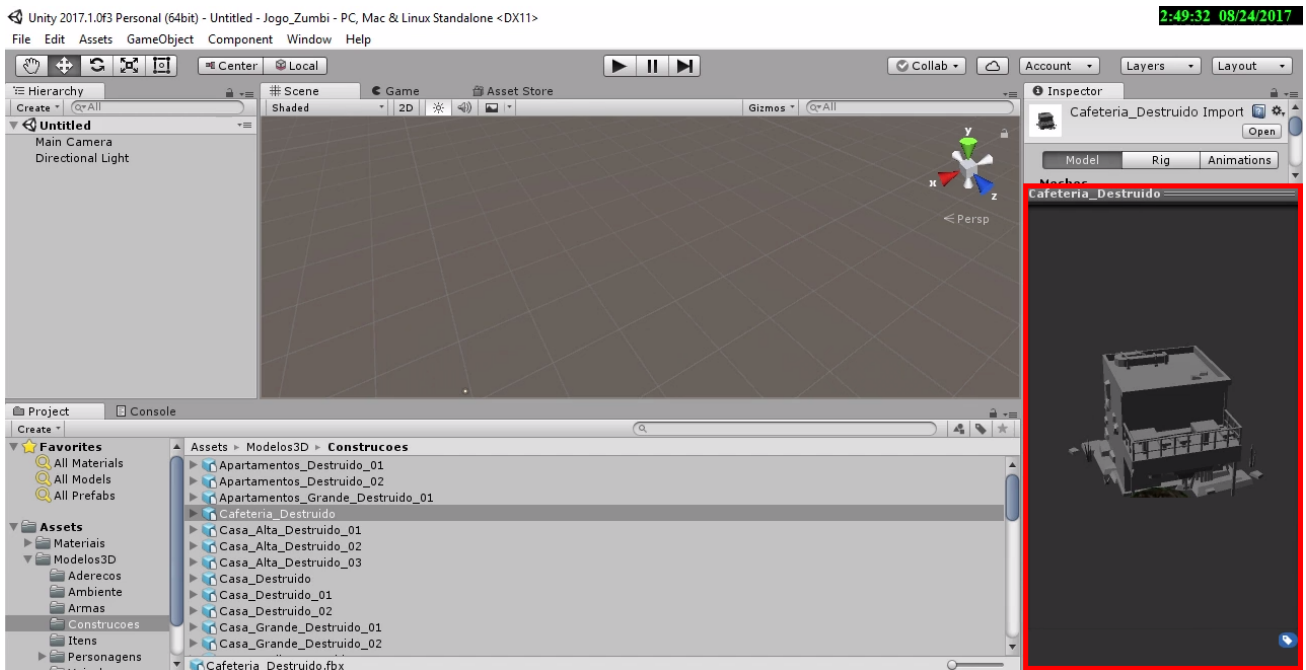 Unity 2017.1.0f3 Personal (64bit) - Untitled - Jogo_Zumbi - PC, Mac & Linux Standalone <DX11>
2:49:32 08/24/2017
File Edit Assets GameObject Component Window Help
Center Local Collab Account Layers Layout
Hierarchy
Create All
Untitled
Main Camera
Directional Light
Scene Game Asset Store
Shaded 2D Gizmos All
y
x
z
Persp
Inspector
Cafeteria_Destruido Import
Open
Model Rig Animations
Meshes
Cafeteria_Destruido
Project Console
Create
Favorites
All Materials
All Models
All Prefabs
Assets
Materiais
Modelos3D
Aderecos
Ambiente
Armas
Construcoes
Itens
Personagens
Assets Modelos3D Construcoes
Apartamentos_Destruido_01
Apartamentos_Destruido_02
Apartamentos_Grande_Destruido_01
Cafeteria_Destruido
Casa_Alta_Destruido_01
Casa_Alta_Destruido_02
Casa_Alta_Destruido_03
Casa_Destruido
Casa_Destruido_01
Casa_Destruido_02
Casa_Grande_Destruido_01
Casa_Grande_Destruido_02
Cafeteria_Destruido.fbx